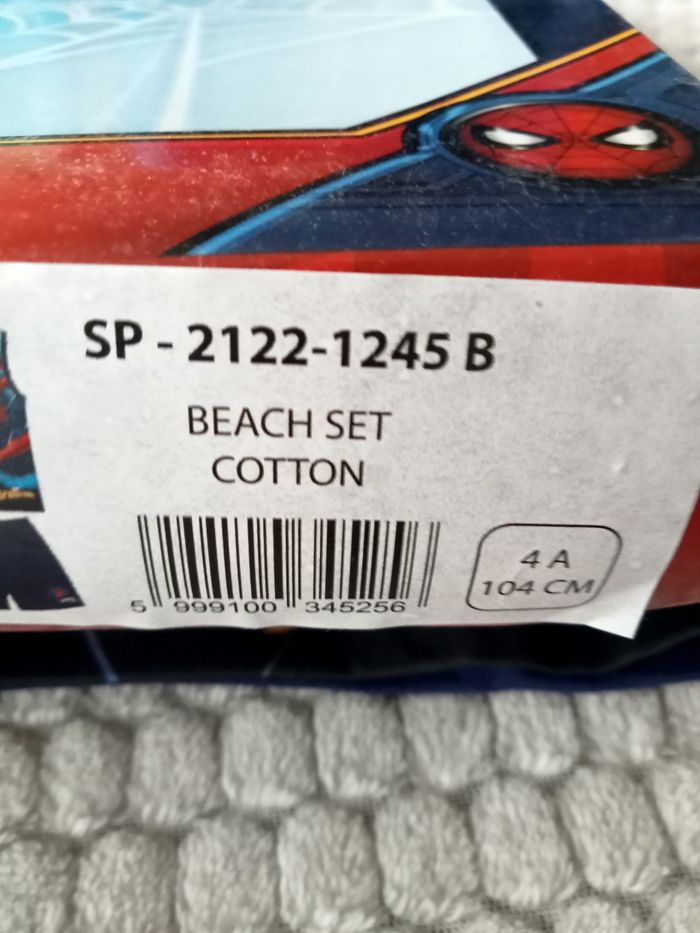 SP - 2122-1245 B
BEACH SET
COTTON
5 999100 345256
4 A
104 CM